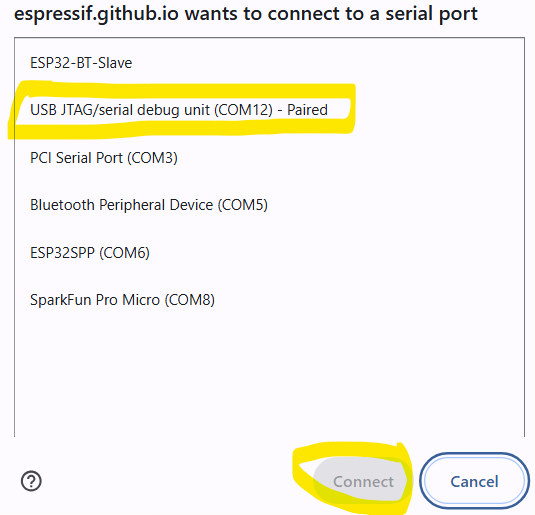 espressif.github.io wants to connect to a serial port
ESP32-BT-Slave
USB JTAG/serial debug unit (COM12) - Paired
PCI Serial Port (COM3)
Bluetooth Peripheral Device (COM5)
ESP32SPP (COM6)
SparkFun Pro Micro (COM8)
?
Connect
Cancel